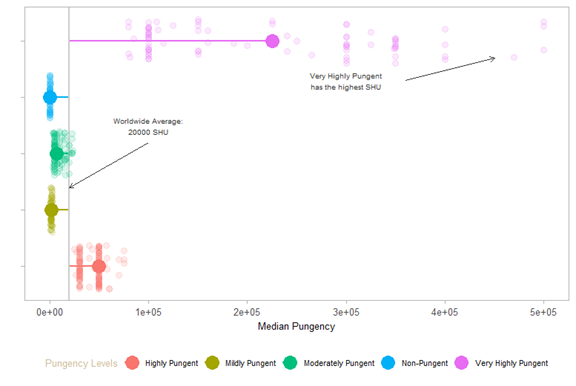 Very Highly Pungent
has the highest SHU
Worldwide Average:
20000 SHU
0e+00 1e+05 2e+05 3e+05 4e+05 5e+05
Median Pungency
Pungency Levels Highly Pungent Mildly Pungent Moderately Pungent Non-Pungent Very Highly Pungent